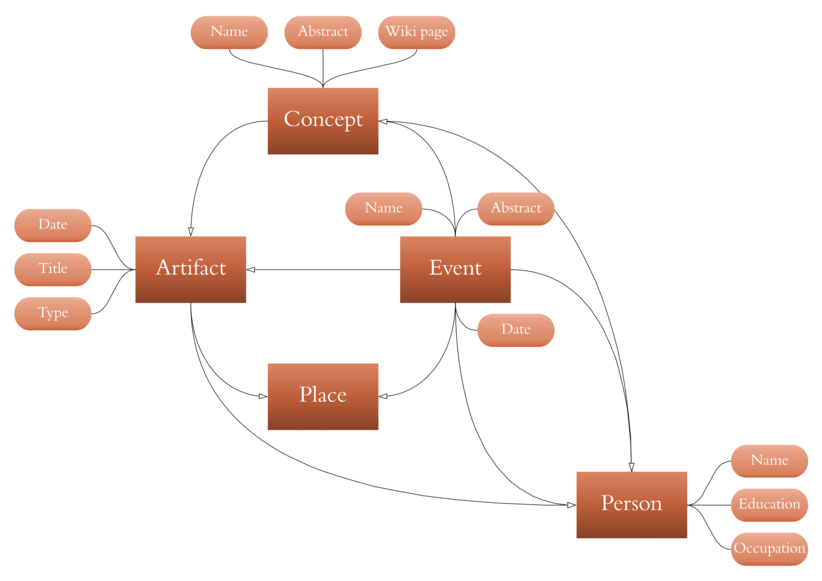 Name
Abstract
Wiki page
Concept
Name
Abstract
Date
Title
Type
Artifact
Event
Date
Place
Person
Name
Education
Occupation